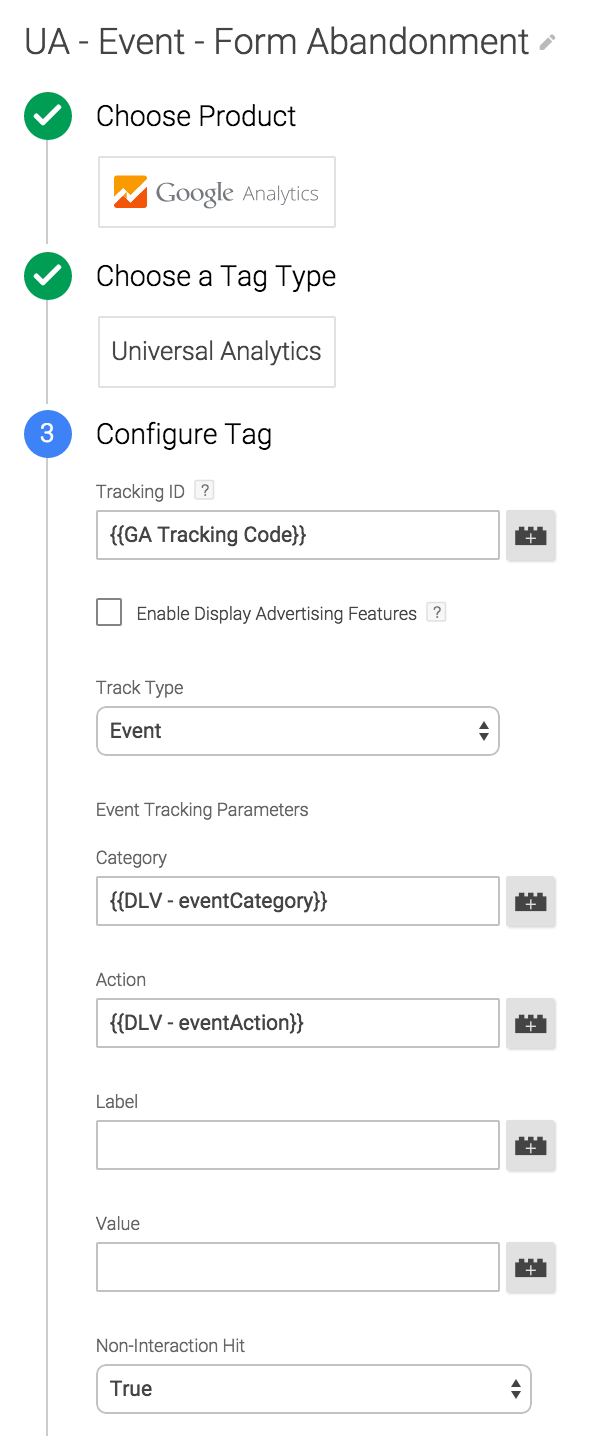 UA - Event - Form Abandonment
Choose Product
Google Analytics
Choose a Tag Type
Universal Analytics
3 Configure Tag
Tracking ID ?
{{GA Tracking Code}}
Enable Display Advertising Features ?
Track Type
Event
Event Tracking Parameters
Category
{{DLV - eventCategory}}
Action
{{DLV - eventAction}}
Label
Value
Non-Interaction Hit
True